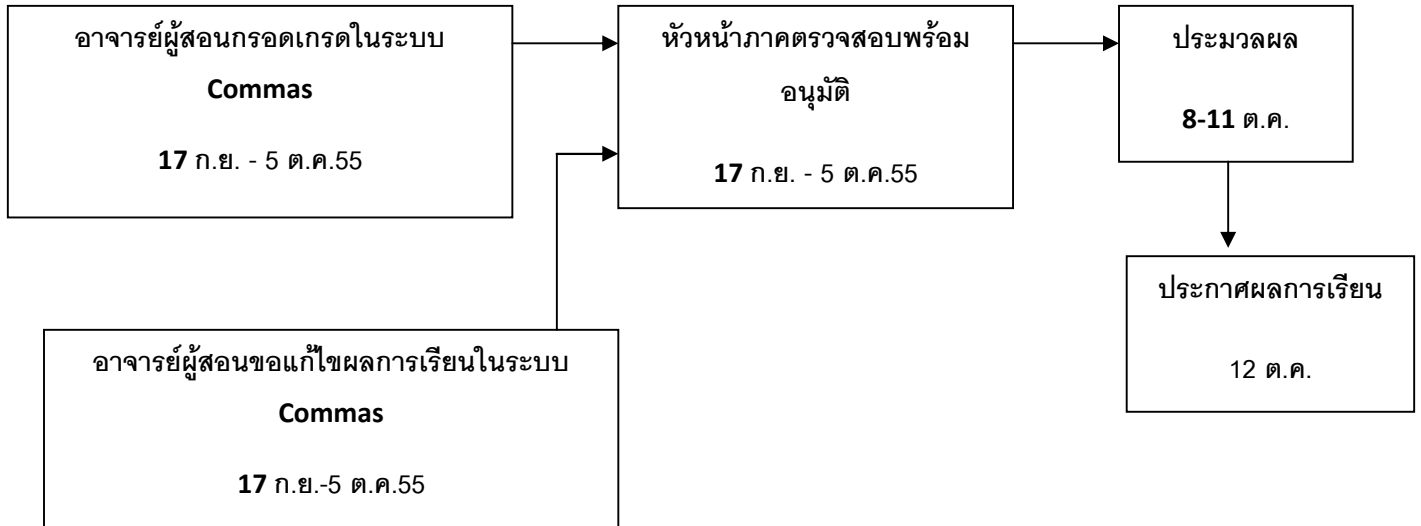 อาจารย์ผู้สอนกรอดเกรดในระบบ
Commas
17 ก.ย. - 5 ต.ค.55
หัวหน้าภาคตรวจสอบพร้อม
อนุมัติ
17 ก.ย. - 5 ต.ค.55
ประมวลผล
8-11 ต.ค.
ประกาศผลการเรียน
12 ต.ค.
อาจารย์ผู้สอนขอแก้ไขผลการเรียนในระบบ
Commas
17 ก.ย.-5 ต.ค.55